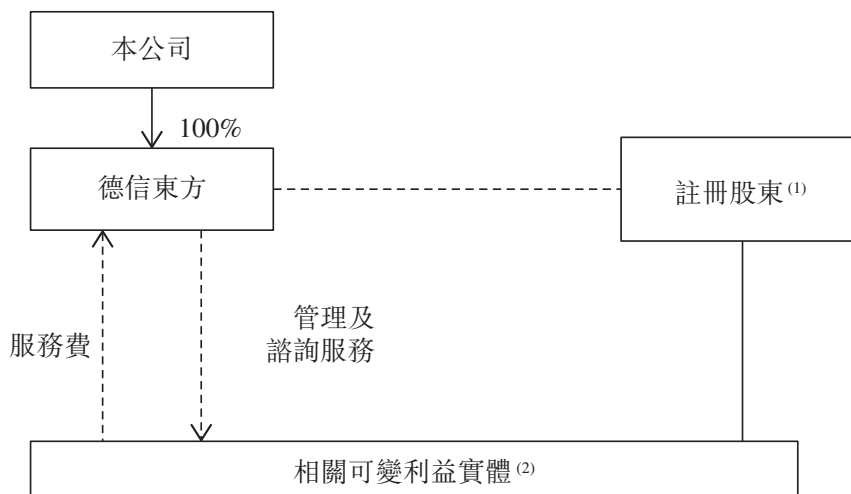 本公司
100%
德信東方
註冊股東(1)
管理及
諮詢服務
服務費
相關可變利益實體(2)